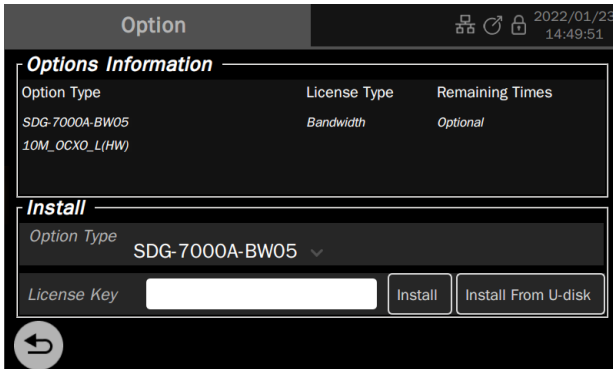 Option
2022/01/23
14:49:51
Options Information
Option Type License Type Remaining Times
SDG-7000A-BW05 Bandwidth Optional
10M_OCXO_L(HW)
Install
Option Type
SDG-7000A-BW05
License Key Install Install From U-disk